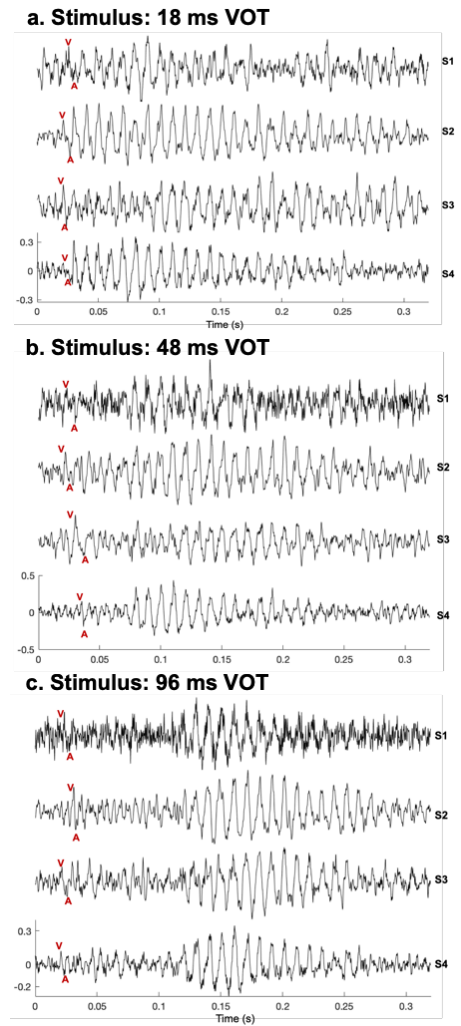 a. Stimulus: 18 ms VOT
V
S1
A
V
S2
A
V
S3
A
0.3
V
0
S4
A
-0.3
0 0.05 0.1 0.15 0.2 0.25 0.3
Time (s)
b. Stimulus: 48 ms VOT
V
S1
A
V
S2
A
V
S3
A
0.5
V
0
S4
A
-0.5
0 0.05 0.1 0.15 0.2 0.25 0.3
c. Stimulus: 96 ms VOT
V
S1
A
V
S2
A
V
S3
A
0.3
V
0
S4
A
-0.2
0 0.05 0.1 0.15 0.2 0.25 0.3
Time (s)